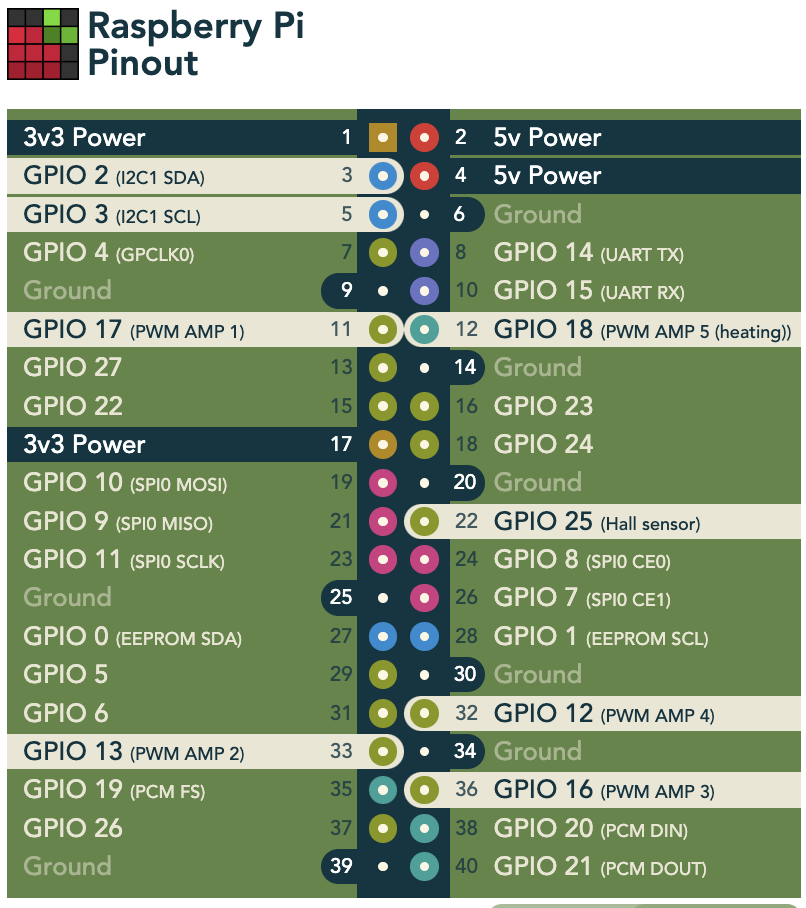 Raspberry Pi
Pinout
3v3 Power 1 2 5v Power
GPIO 2 (I2C1 SDA) 3 4 5v Power
GPIO 3 (I2C1 SCL) 5 6 Ground
GPIO 4 (GPCLK0) 7 8 GPIO 14 (UART TX)
Ground 9 10 GPIO 15 (UART RX)
GPIO 17 (PWM AMP 1) 11 12 GPIO 18 (PWM AMP 5 (heating))
GPIO 27 13 14 Ground
GPIO 22 15 16 GPIO 23
3v3 Power 17 18 GPIO 24
GPIO 10 (SPI0 MOSI) 19 20 Ground
GPIO 9 (SPI0 MISO) 21 22 GPIO 25 (Hall sensor)
GPIO 11 (SPI0 SCLK) 23 24 GPIO 8 (SPI0 CE0)
Ground 25 26 GPIO 7 (SPI0 CE1)
GPIO 0 (EEPROM SDA) 27 28 GPIO 1 (EEPROM SCL)
GPIO 5 29 30 Ground
GPIO 6 31 32 GPIO 12 (PWM AMP 4)
GPIO 13 (PWM AMP 2) 33 34 Ground
GPIO 19 (PCM FS) 35 36 GPIO 16 (PWM AMP 3)
GPIO 26 37 38 GPIO 20 (PCM DIN)
Ground 39 40 GPIO 21 (PCM DOUT)